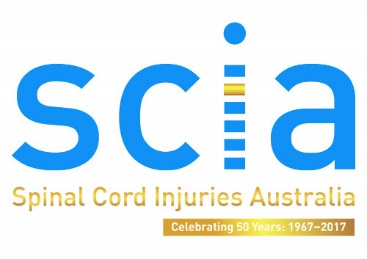 scia
Spinal Cord Injuries Australia
Celebrating 50 Years: 1967–2017